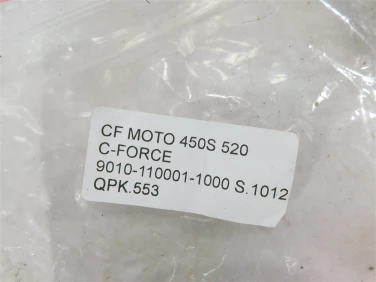 CF MOTO 450S 520
C-FORCE
9010-110001-1000 S.1012
QPK.553